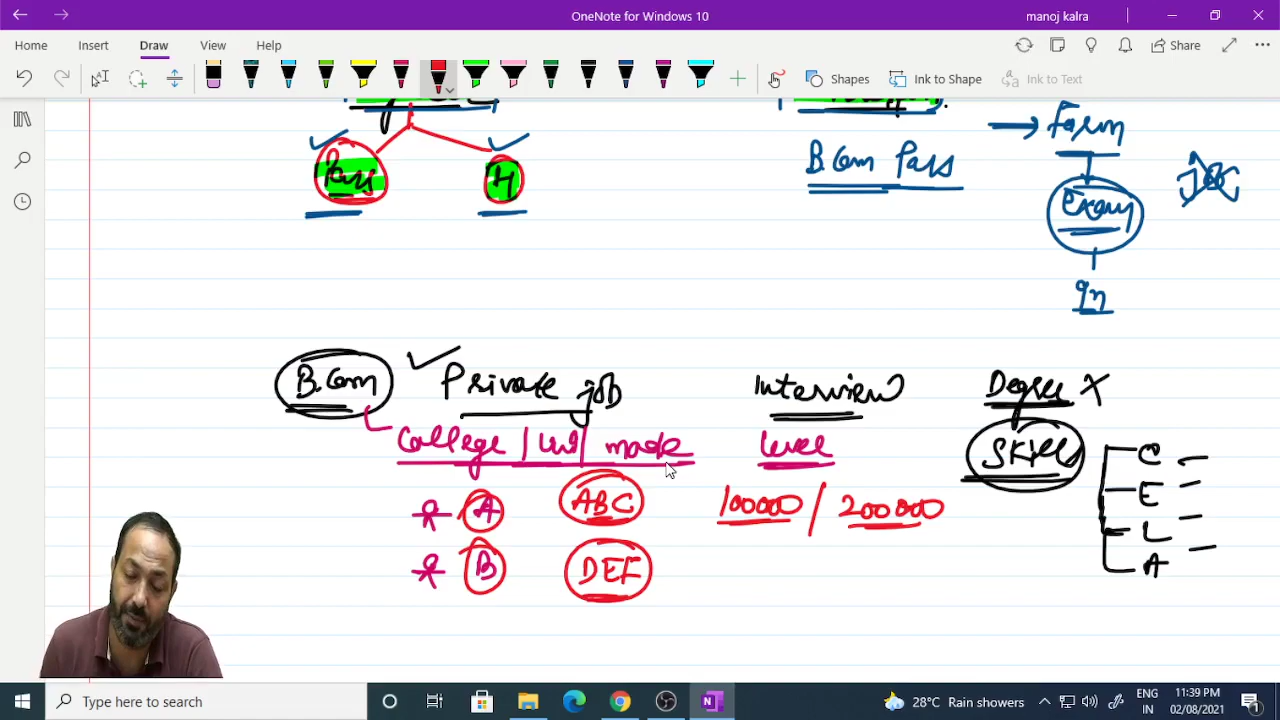 OneNote for Windows 10
manoj kalra
Home Insert Draw View Help
Share
Shapes
Ink to Shape
Ink to Text
Form
Pass
H
B.Com Pass
Exam
B.Com
Private job
Interview
Degree X
College / Uni / mode
level
Skill
C
E
L
A
A ABC 100000 / 200000
B DEF
Type here to search
28°C Rain showers
ENG
IN
11:39 PM
02/08/2021
1